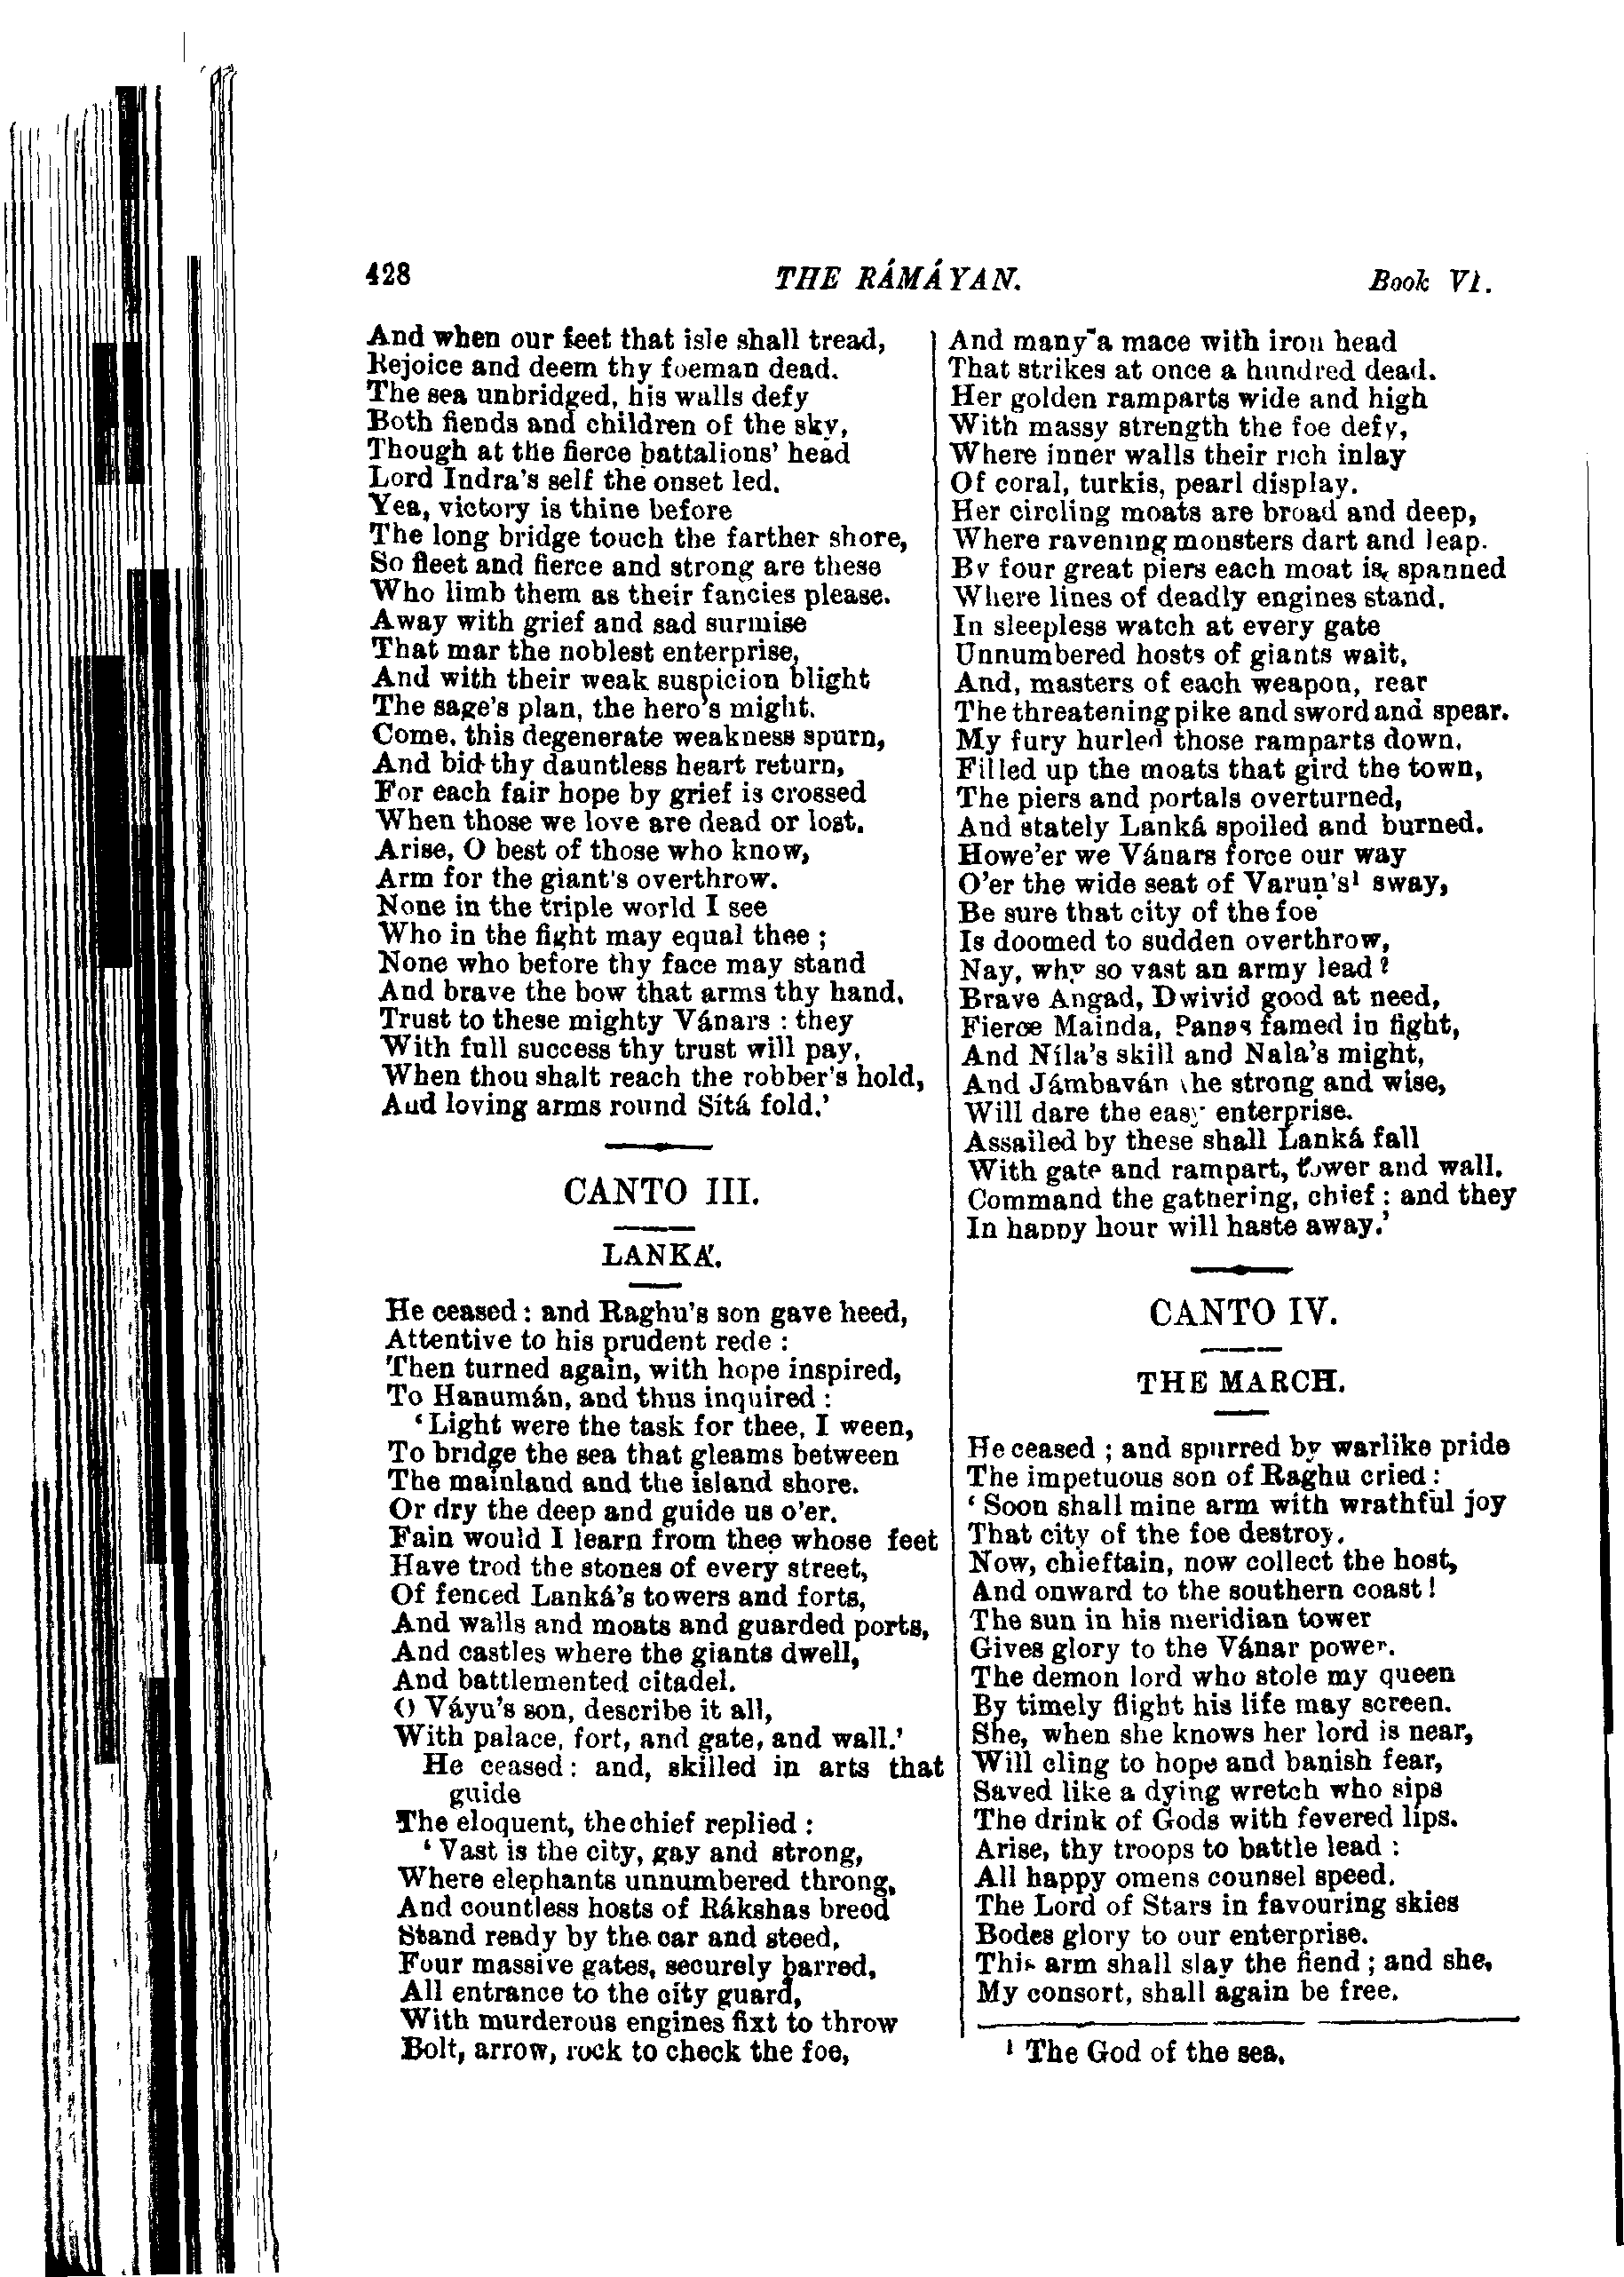 428 THE RÁMÁYAN. Book VI.
And when our feet that isle shall tread,
Rejoice and deem thy foeman dead.
The sea unbridged, his walls defy
Both fiends and children of the sky,
Though at the fierce battalions' head
Lord Indra's self the onset led.
Yea, victory is thine before
The long bridge touch the farther shore,
So fleet and fierce and strong are these
Who limb them as their fancies please.
Away with grief and sad surmise
That mar the noblest enterprise,
And with their weak suspicion blight
The sage's plan, the hero's might.
Come, this degenerate weakness spurn,
And bid thy dauntless heart return,
For each fair hope by grief is crossed
When those we love are dead or lost.
Arise, O best of those who know,
Arm for the giant's overthrow.
None in the triple world I see
Who in the fight may equal thee ;
None who before thy face may stand
And brave the bow that arms thy hand.
Trust to these mighty Vánars : they
With full success thy trust will pay,
When thou shalt reach the robber's hold,
And loving arms round Sítá fold.'
CANTO III.
LANKÁ.
He ceased : and Raghu's son gave heed,
Attentive to his prudent rede :
Then turned again, with hope inspired,
To Hanumán, and thus inquired :
'Light were the task for thee, I ween,
To bridge the sea that gleams between
The mainland and the island shore.
Or dry the deep and guide us o'er.
Fain would I learn from thee whose feet
Have trod the stones of every street,
Of fenced Lanká's towers and forts,
And walls and moats and guarded ports,
And castles where the giants dwell,
And battlemented citadel.
O Váyu's son, describe it all,
With palace, fort, and gate, and wall.'
He ceased : and, skilled in arts that
guide
The eloquent, the chief replied :
'Vast is the city, gay and strong,
Where elephants unnumbered throng,
And countless hosts of Rákshas breed
Stand ready by the car and steed.
Four massive gates, securely barred,
All entrance to the city guard,
With murderous engines fixt to throw
Bolt, arrow, rock to check the foe,
And many a mace with iron head
That strikes at once a hundred dead.
Her golden ramparts wide and high
With massy strength the foe defy,
Where inner walls their rich inlay
Of coral, turkis, pearl display.
Her circling moats are broad and deep,
Where ravening monsters dart and leap.
By four great piers each moat is spanned
Where lines of deadly engines stand.
In sleepless watch at every gate
Unnumbered hosts of giants wait,
And, masters of each weapon, rear
The threatening pike and sword and spear.
My fury hurled those ramparts down,
Filled up the moats that gird the town,
The piers and portals overturned,
And stately Lanká spoiled and burned.
Howe'er we Vánars force our way
O'er the wide seat of Varuṇ's¹ sway,
Be sure that city of the foe
Is doomed to sudden overthrow,
Nay, why so vast an army lead ?
Brave Angad, Dwivid good at need,
Fierce Mainda, Panas famed in fight,
And Níla's skill and Nala's might,
And Jámbaván the strong and wise,
Will dare the easy enterprise.
Assailed by these shall Lanká fall
With gate and rampart, tower and wall.
Command the gathering, chief : and they
In happy hour will haste away.'
CANTO IV.
THE MARCH.
He ceased ; and spurred by warlike pride
The impetuous son of Raghu cried :
'Soon shall mine arm with wrathful joy
That city of the foe destroy.
Now, chieftain, now collect the host,
And onward to the southern coast !
The sun in his meridian tower
Gives glory to the Vánar power.
The demon lord who stole my queen
By timely flight his life may screen.
She, when she knows her lord is near,
Will cling to hope and banish fear,
Saved like a dying wretch who sips
The drink of Gods with fevered lips.
Arise, thy troops to battle lead :
All happy omens counsel speed.
The Lord of Stars in favouring skies
Bodes glory to our enterprise.
This arm shall slay the fiend ; and she,
My consort, shall again be free.
¹ The God of the sea.